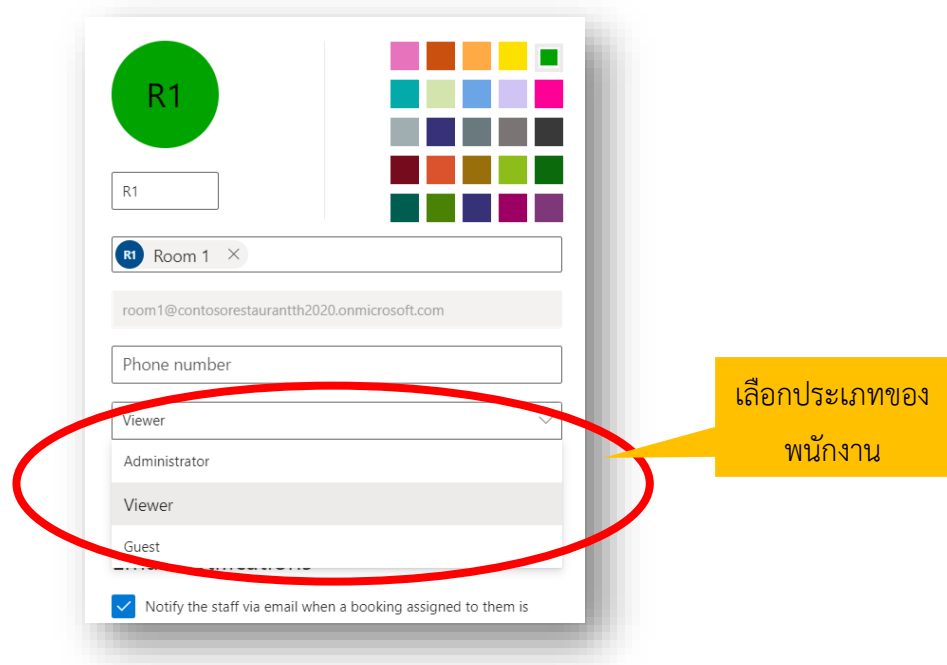 R1
R1
R1 Room 1
room1@contosorestaurantth2020.onmicrosoft.com
Phone number
Viewer
Administrator
Viewer
Guest
Notify the staff via email when a booking assigned to them is
เลือกประเภทของ
พนักงาน